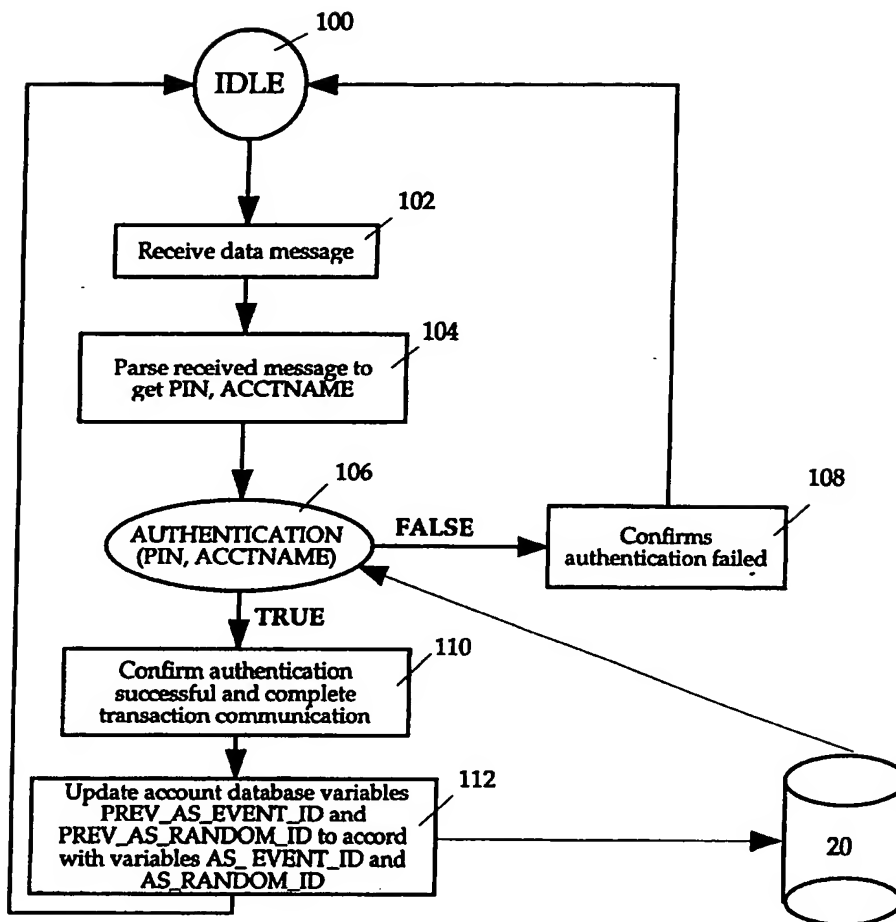 100
IDLE
102
Receive data message
104
Parse received message to
get PIN, ACCTNAME
106
AUTHENTICATION
(PIN, ACCTNAME)
FALSE
108
Confirms
authentication failed
TRUE
110
Confirm authentication
successful and complete
transaction communication
112
Update account database variables
PREV_AS_EVENT_ID and
PREV_AS_RANDOM_ID to accord
with variables AS_ EVENT_ID and
AS_RANDOM_ID
20